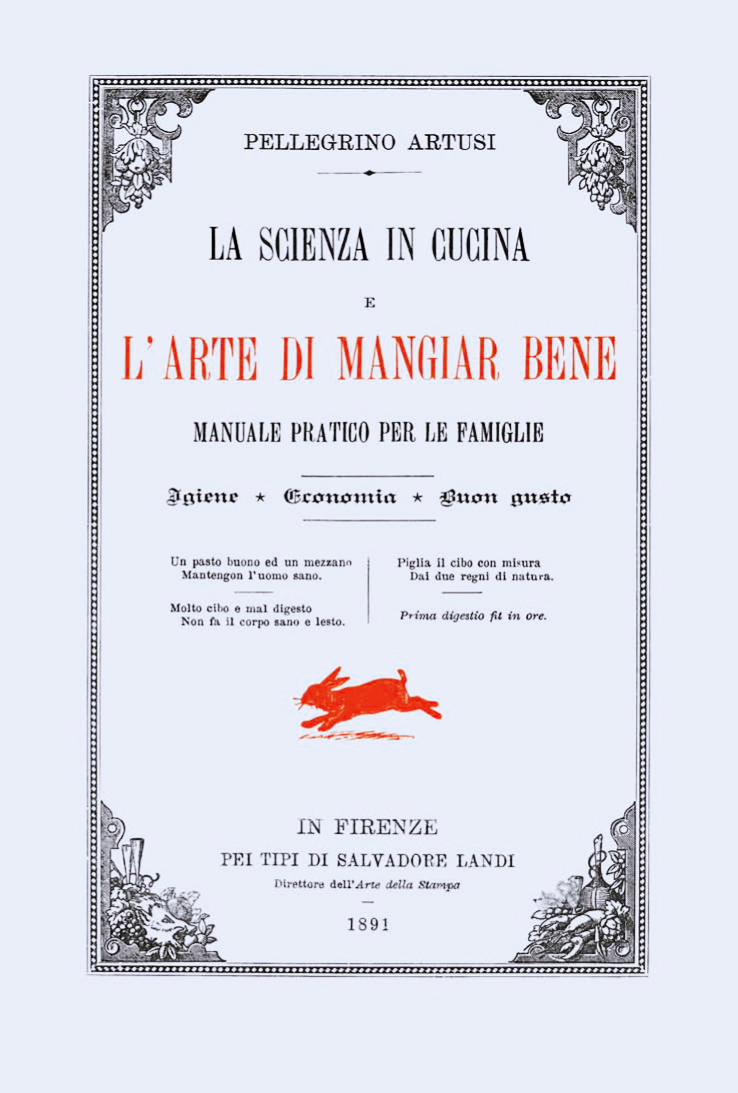 PELLEGRINO ARTUSI
LA SCIENZA IN CUCINA
E
L'ARTE DI MANGIAR BENE
MANUALE PRATICO PER LE FAMIGLIE
Igiene ★ Economia ★ Buon gusto
Un pasto buono ed un mezzano
Mantengon l'uomo sano.
Molto cibo e mal digesto
Non fa il corpo sano e lesto.
Piglia il cibo con misura
Dai due regni di natura.
Prima digestio fit in ore.
IN FIRENZE
PEI TIPI DI SALVADORE LANDI
Direttore dell'Arte della Stampa
1891